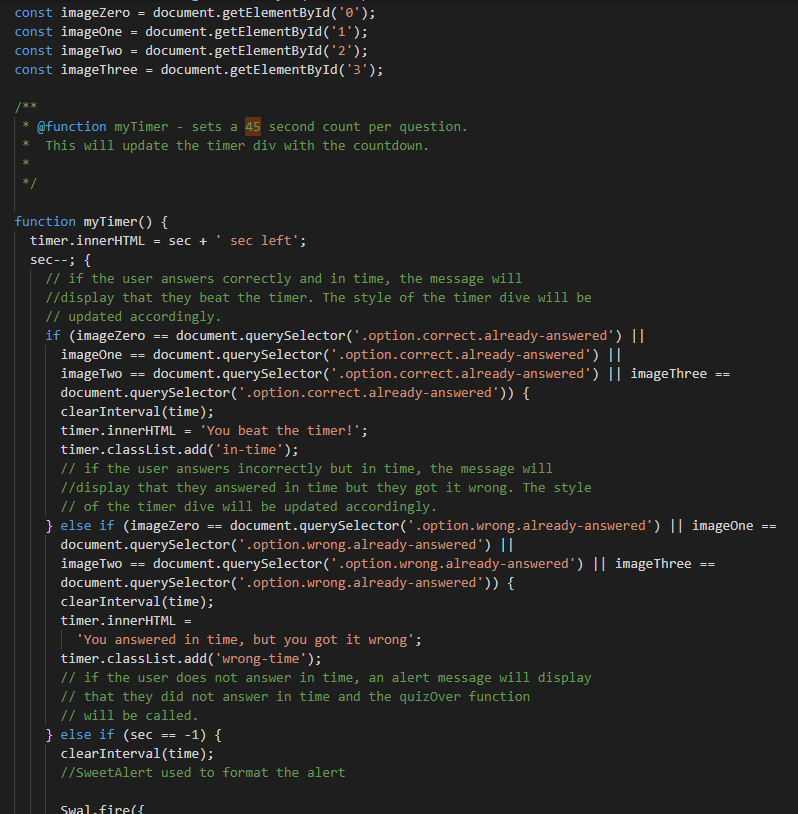 const imageZero = document.getElementById('0');
const imageOne = document.getElementById('1');
const imageTwo = document.getElementById('2');
const imageThree = document.getElementById('3');
/**
* @function myTimer - sets a 45 second count per question.
* This will update the timer div with the countdown.
*
*/
function myTimer() {
timer.innerHTML = sec + ' sec left';
sec--; {
// if the user answers correctly and in time, the message will
//display that they beat the timer. The style of the timer dive will be
// updated accordingly.
if (imageZero == document.querySelector('.option.correct.already-answered') ||
imageOne == document.querySelector('.option.correct.already-answered') ||
imageTwo == document.querySelector('.option.correct.already-answered') || imageThree ==
document.querySelector('.option.correct.already-answered')) {
clearInterval(time);
timer.innerHTML = 'You beat the timer!';
timer.classList.add('in-time');
// if the user answers incorrectly but in time, the message will
//display that they answered in time but they got it wrong. The style
// of the timer dive will be updated accordingly.
} else if (imageZero == document.querySelector('.option.wrong.already-answered') || imageOne ==
document.querySelector('.option.wrong.already-answered') ||
imageTwo == document.querySelector('.option.wrong.already-answered') || imageThree ==
document.querySelector('.option.wrong.already-answered')) {
clearInterval(time);
timer.innerHTML =
'You answered in time, but you got it wrong';
timer.classList.add('wrong-time');
// if the user does not answer in time, an alert message will display
// that they did not answer in time and the quizOver function
// will be called.
} else if (sec == -1) {
clearInterval(time);
//SweetAlert used to format the alert
Swal.fire({